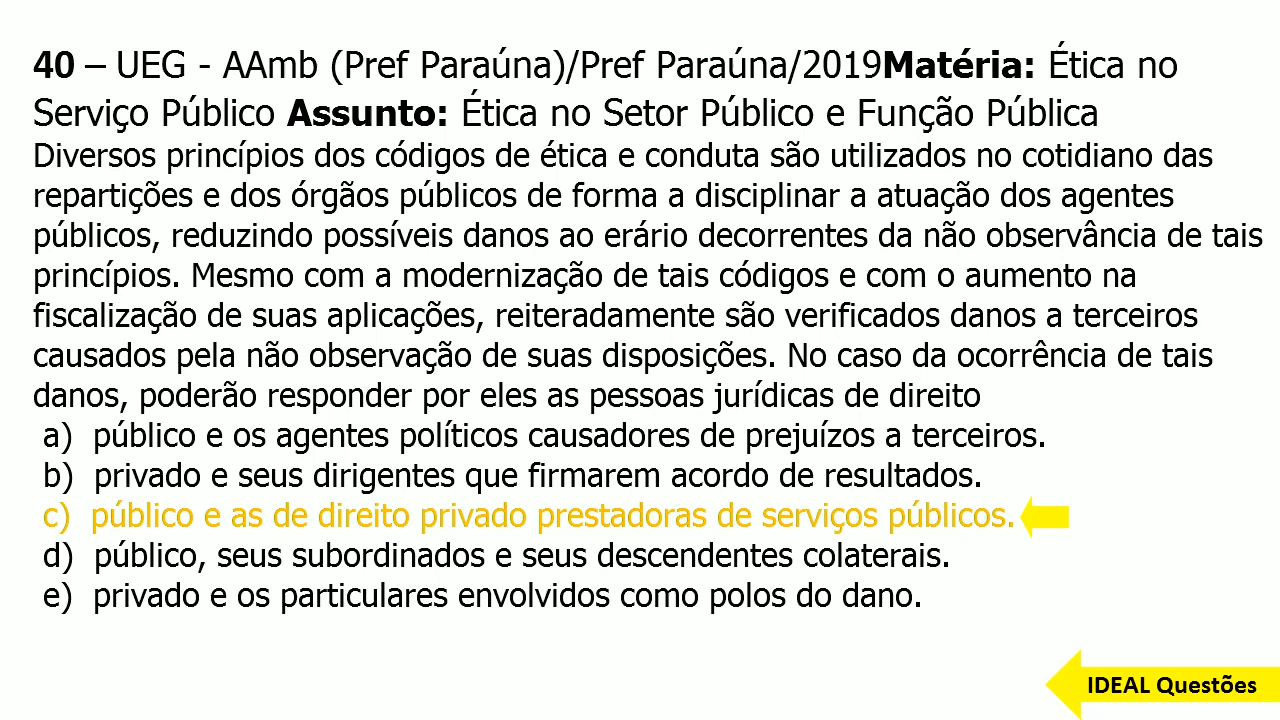 40 – UEG - AAmb (Pref Paraúna)/Pref Paraúna/2019Matéria: Ética no
Serviço Público Assunto: Ética no Setor Público e Função Pública
Diversos princípios dos códigos de ética e conduta são utilizados no cotidiano das
repartições e dos órgãos públicos de forma a disciplinar a atuação dos agentes
públicos, reduzindo possíveis danos ao erário decorrentes da não observância de tais
princípios. Mesmo com a modernização de tais códigos e com o aumento na
fiscalização de suas aplicações, reiteradamente são verificados danos a terceiros
causados pela não observação de suas disposições. No caso da ocorrência de tais
danos, poderão responder por eles as pessoas jurídicas de direito
a) público e os agentes políticos causadores de prejuízos a terceiros.
b) privado e seus dirigentes que firmarem acordo de resultados.
c) público e as de direito privado prestadoras de serviços públicos.
d) público, seus subordinados e seus descendentes colaterais.
e) privado e os particulares envolvidos como polos do dano.
IDEAL Questões